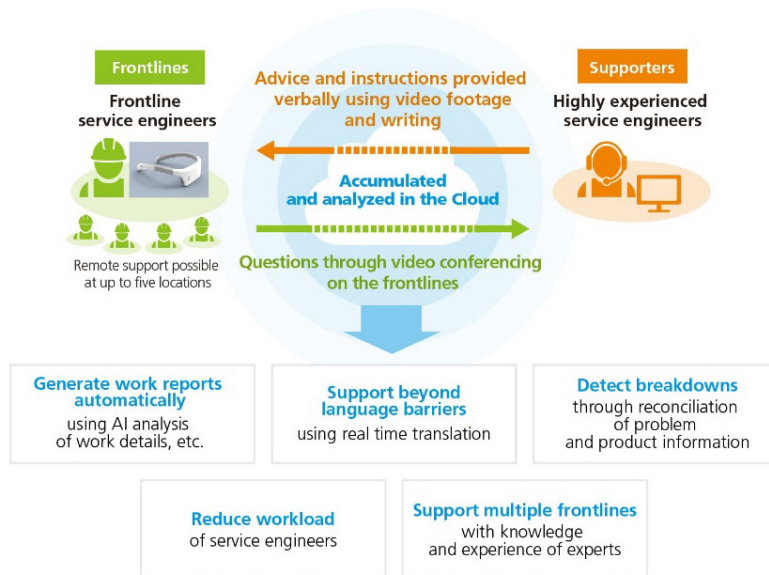 Frontlines
Frontline
service engineers
Remote support possible
at up to five locations
Advice and instructions provided
verbally using video footage
and writing
Accumulated
and analyzed in the Cloud
Questions through video conferencing
on the frontlines
Supporters
Highly experienced
service engineers
Generate work reports
automatically
using AI analysis
of work details, etc.
Support beyond
language barriers
using real time translation
Detect breakdowns
through reconciliation
of problem
and product information
Reduce workload
of service engineers
Support multiple frontlines
with knowledge
and experience of experts